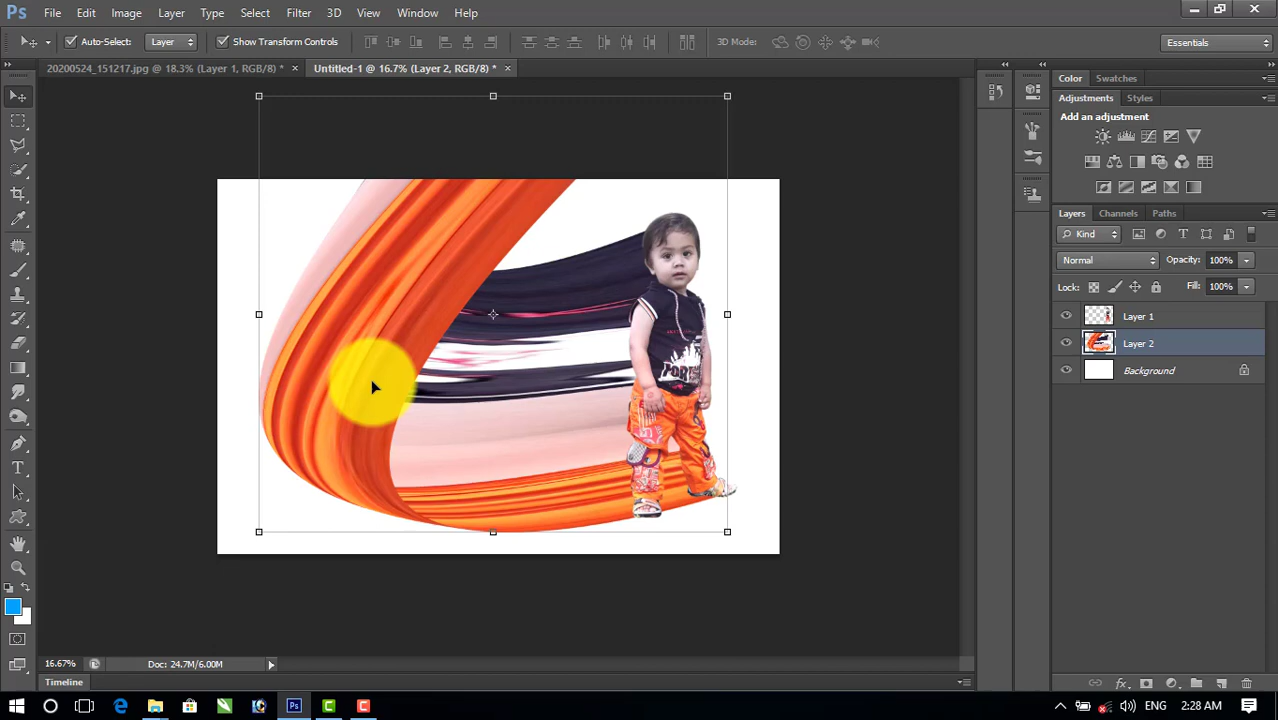 Ps File Edit Image Layer Type Select Filter 3D View Window Help
Auto-Select: Layer Show Transform Controls 3D Mode: Essentials
20200524_151217.jpg @ 18.3% (Layer 1, RGB/8) * × Untitled-1 @ 16.7% (Layer 2, RGB/8) * ×
Color Swatches
Adjustments Styles
Add an adjustment
Layers Channels Paths
Kind
Normal Opacity: 100%
Lock: Fill: 100%
Layer 1
Layer 2
Background
16.67% Doc: 24.7M/6.00M
Timeline
ENG 2:28 AM